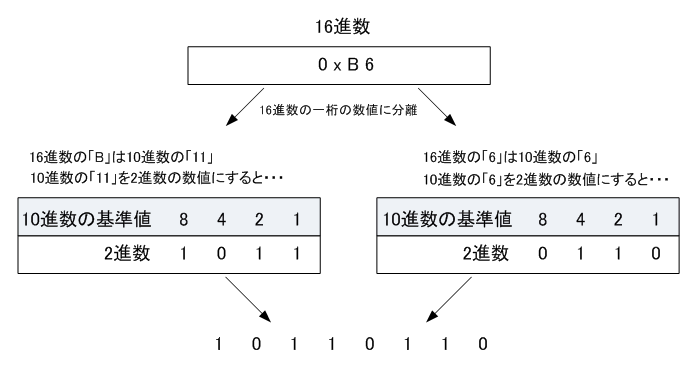 16進数
0 x B 6
16進数の一桁の数値に分離
16進数の「B」は10進数の「11」
10進数の「11」を2進数の数値にすると・・・
10進数の基準値 8 4 2 1
2進数 1 0 1 1
16進数の「6」は10進数の「6」
10進数の「6」を2進数の数値にすると・・・
10進数の基準値 8 4 2 1
2進数 0 1 1 0
1 0 1 1 0 1 1 0